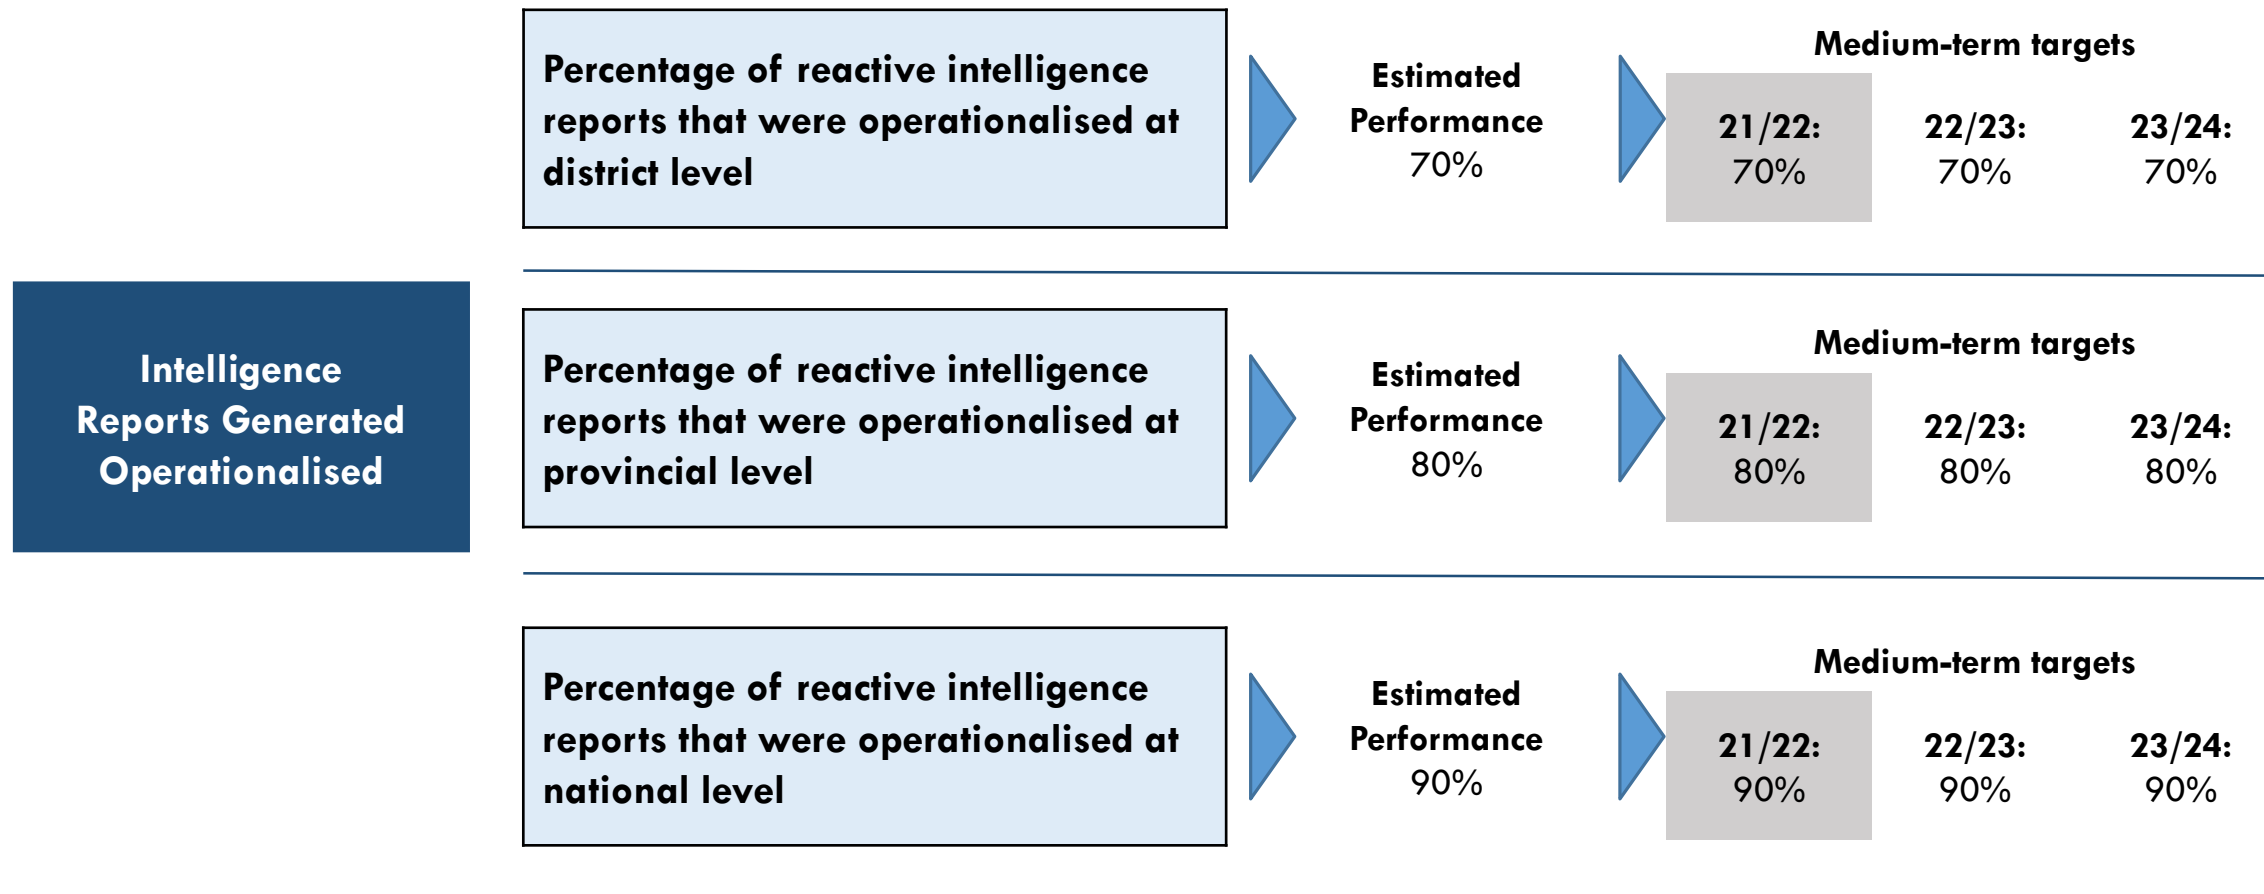 Intelligence
Reports Generated
Operationalised
Percentage of reactive intelligence
reports that were operationalised at
district level
Estimated
Performance
70%
Medium-term targets
21/22: 22/23: 23/24:
70% 70% 70%
Percentage of reactive intelligence
reports that were operationalised at
provincial level
Estimated
Performance
80%
Medium-term targets
21/22: 22/23: 23/24:
80% 80% 80%
Percentage of reactive intelligence
reports that were operationalised at
national level
Estimated
Performance
90%
Medium-term targets
21/22: 22/23: 23/24:
90% 90% 90%